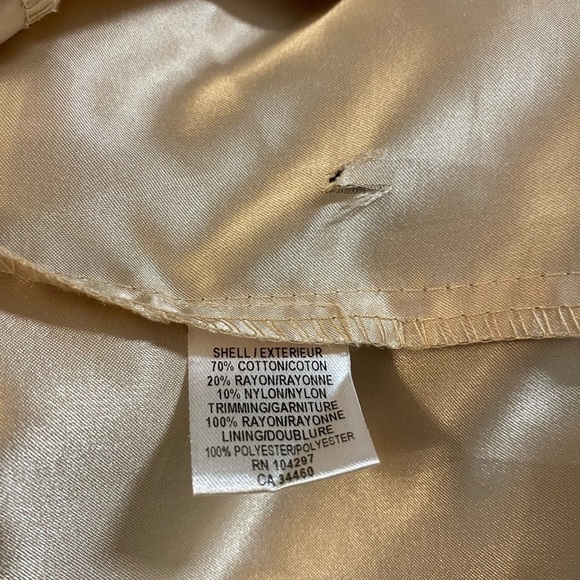 SHELL/EXTERIEUR
70% COTTON/COTON
20% RAYON/RAYONNE
10% NYLON/NYLON
TRIMMING/GARNITURE
100% RAYON/RAYONNE
LINING/DOUBLURE
100% POLYESTER/POLYESTER
RN 104297
CA 34460